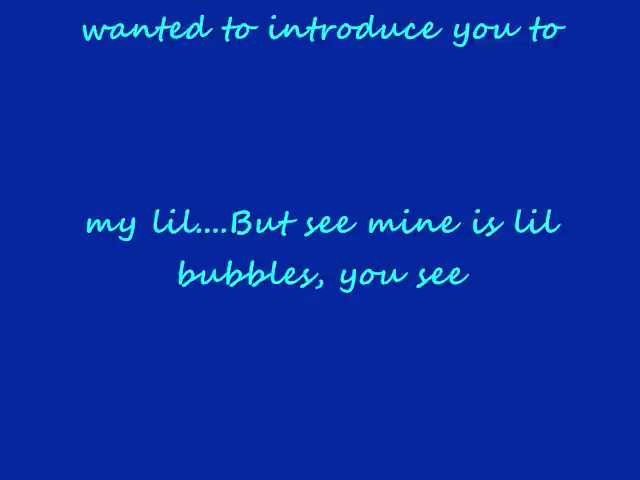 wanted to introduce you to
my lil....But see mine is lil
bubbles, you see